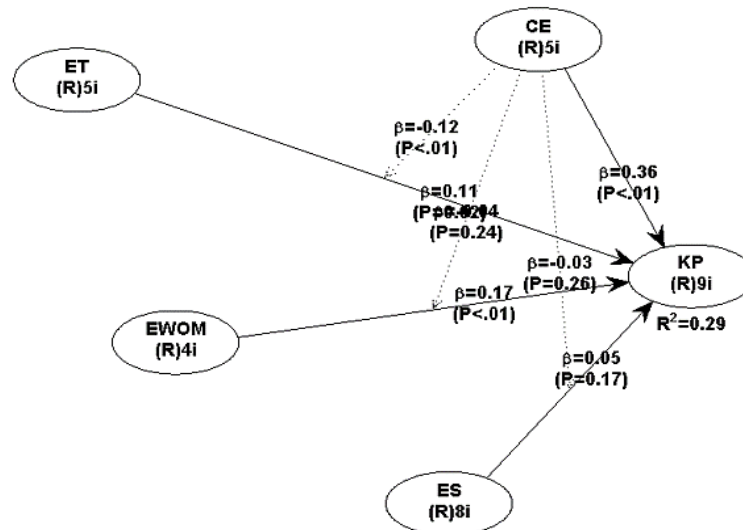 CE
(R)5i
ET
(R)5i
β=-0.12
(P<.01)
β=0.36
(P<.01)
β=0.11
(P=0.24)
KP
(R)9i
β=-0.03
(P=0.26)
β=0.17
(P<.01)
R²=0.29
EWOM
(R)4i
β=0.05
(P=0.17)
ES
(R)8i